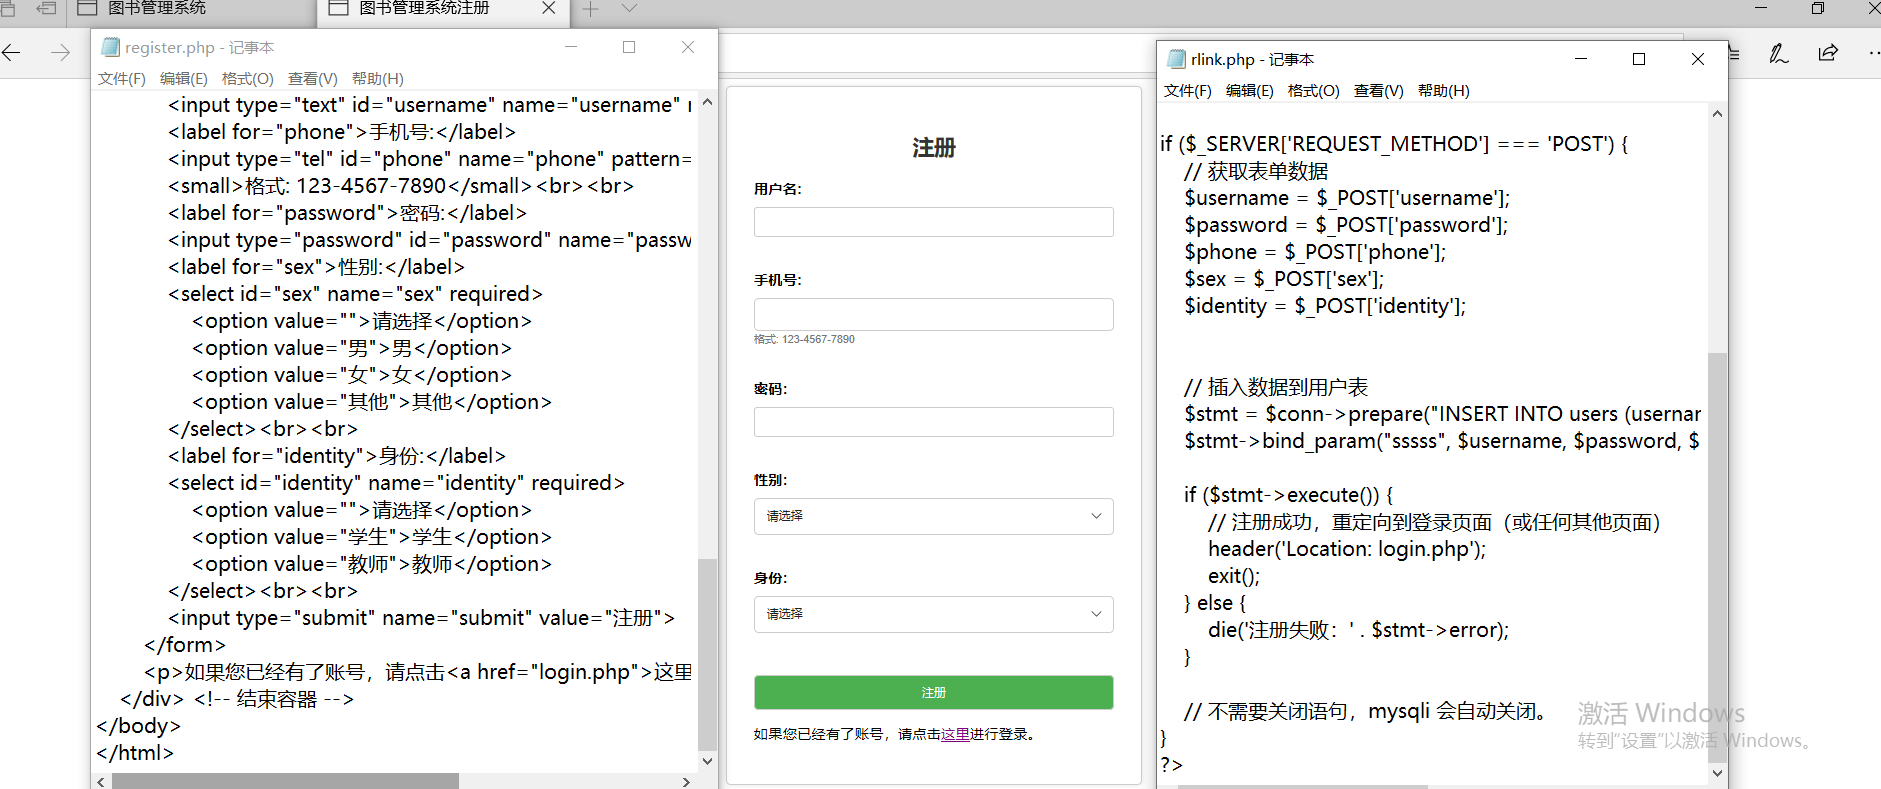 图书管理系统
图书管理系统注册
register.php - 记事本
文件(F) 编辑(E) 格式(O) 查看(V) 帮助(H)
<input type="text" id="username" name="username" r
<label for="phone">手机号:</label>
<input type="tel" id="phone" name="phone" pattern=
<small>格式: 123-4567-7890</small><br><br>
<label for="password">密码:</label>
<input type="password" id="password" name="passw
<label for="sex">性别:</label>
<select id="sex" name="sex" required>
<option value="">请选择</option>
<option value="男">男</option>
<option value="女">女</option>
<option value="其他">其他</option>
</select><br><br>
<label for="identity">身份:</label>
<select id="identity" name="identity" required>
<option value="">请选择</option>
<option value="学生">学生</option>
<option value="教师">教师</option>
</select><br><br>
<input type="submit" name="submit" value="注册">
</form>
<p>如果您已经有了账号，请点击<a href="login.php">这里
</div> <!-- 结束容器 -->
</body>
</html>
注册
用户名:
手机号:
格式: 123-4567-7890
密码:
性别:
请选择
身份:
请选择
注册
如果您已经有了账号，请点击这里进行登录。
rlink.php - 记事本
文件(F) 编辑(E) 格式(O) 查看(V) 帮助(H)
if ($_SERVER['REQUEST_METHOD'] === 'POST') {
// 获取表单数据
$username = $_POST['username'];
$password = $_POST['password'];
$phone = $_POST['phone'];
$sex = $_POST['sex'];
$identity = $_POST['identity'];
// 插入数据到用户表
$stmt = $conn->prepare("INSERT INTO users (usernar
$stmt->bind_param("sssss", $username, $password, $
if ($stmt->execute()) {
// 注册成功，重定向到登录页面（或任何其他页面）
header('Location: login.php');
exit();
} else {
die('注册失败：' . $stmt->error);
}
// 不需要关闭语句，mysqli 会自动关闭。
}
?>
激活 Windows
转到"设置"以激活 Windows。